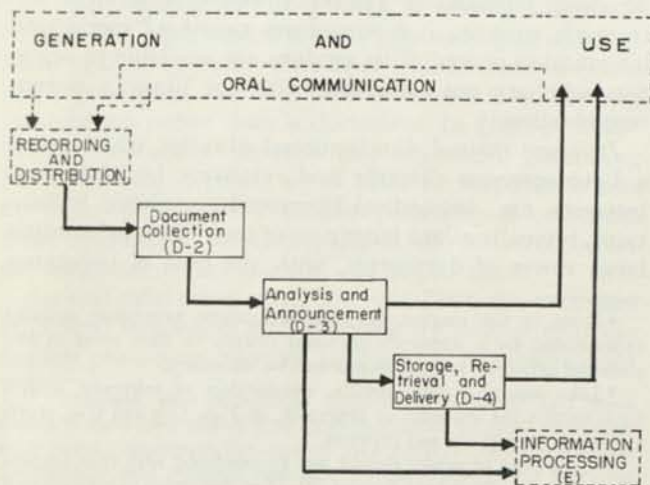 GENERATION AND USE
ORAL COMMUNICATION
RECORDING
AND
DISTRIBUTION
Document
Collection
(D-2)
Analysis and
Announcement
(D-3)
Storage, Re-
trieval and
Delivery (D-4)
INFORMATION
PROCESSING
(E)